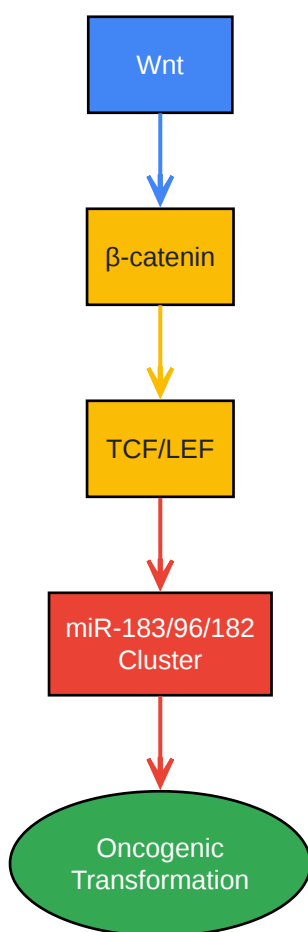 Wnt
β-catenin
TCF/LEF
miR-183/96/182
Cluster
Oncogenic
Transformation